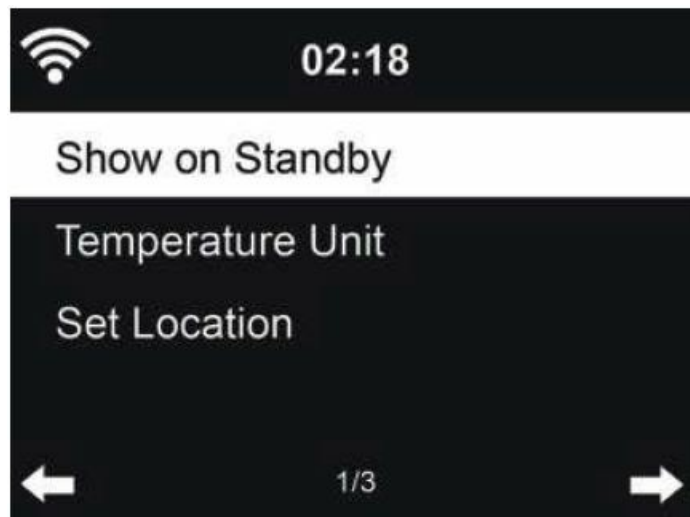 02:18
Show on Standby
Temperature Unit
Set Location
1/3